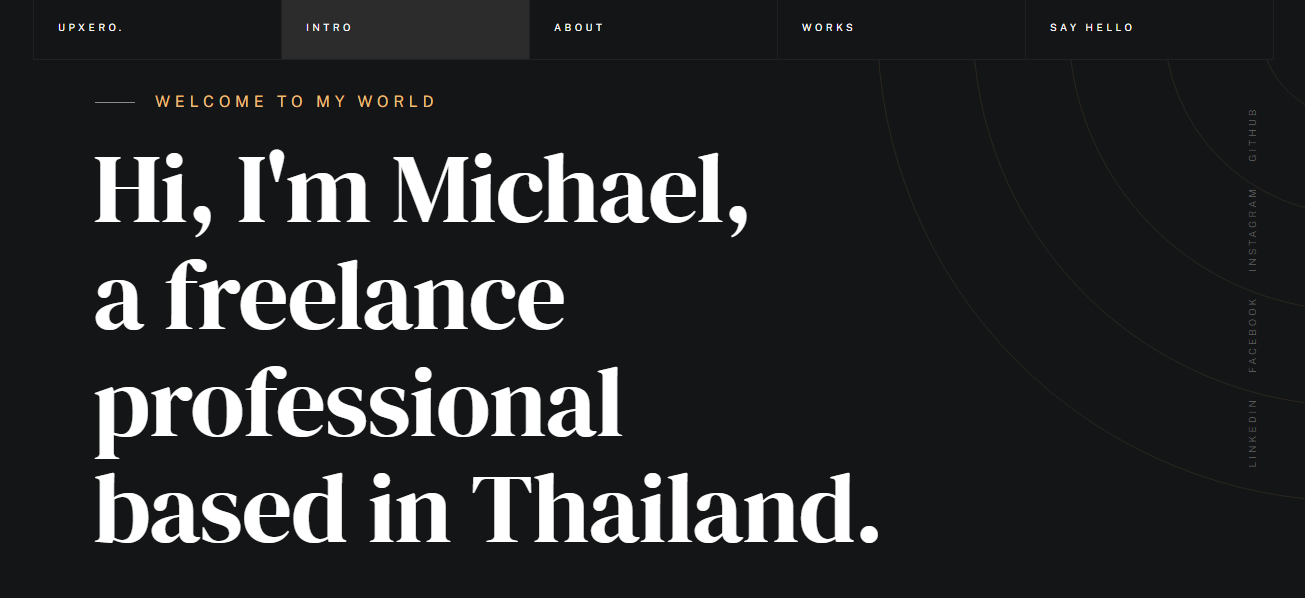 UPXERO.
INTRO
ABOUT
WORKS
SAY HELLO
WELCOME TO MY WORLD
Hi, I'm Michael,
a freelance
professional
based in Thailand.
LINKEDIN
FACEBOOK
INSTAGRAM
GITHUB